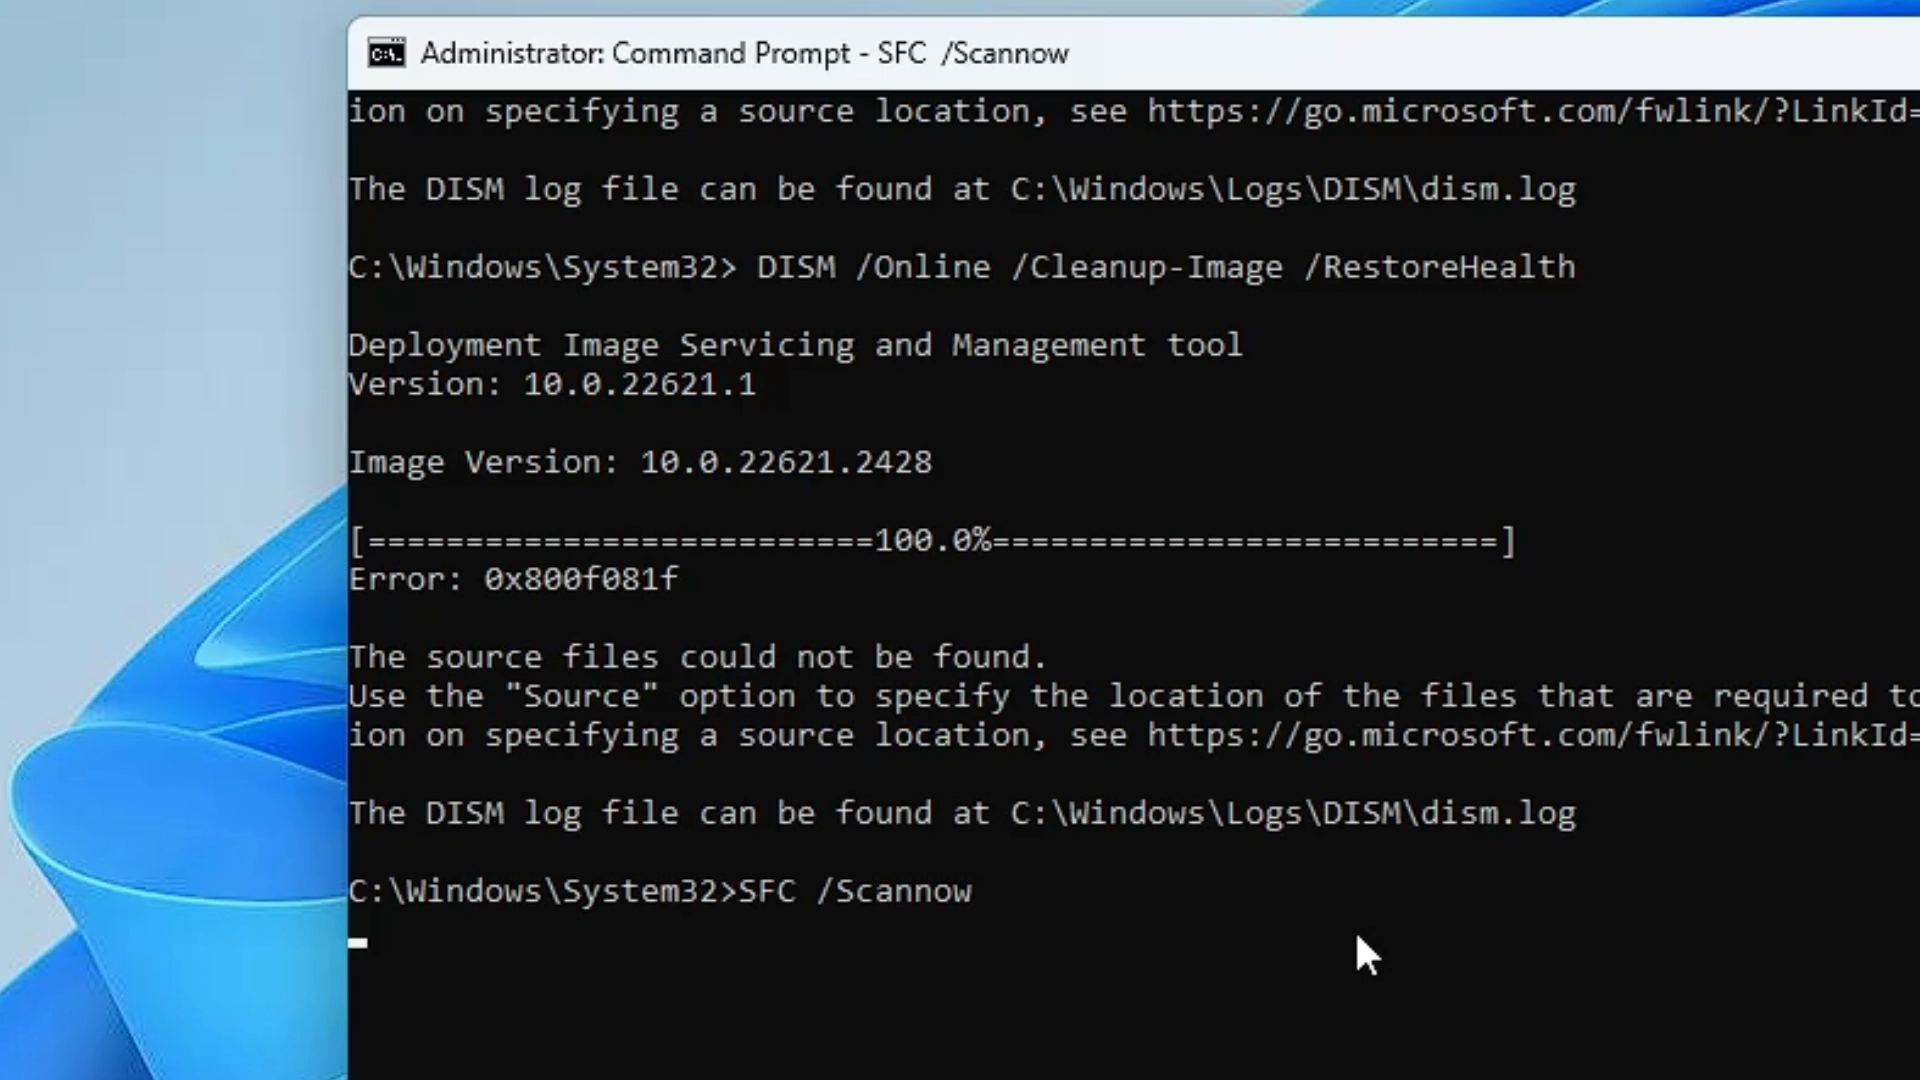 Administrator: Command Prompt - SFC /Scannow
ion on specifying a source location, see https://go.microsoft.com/fwlink/?LinkId=
The DISM log file can be found at C:\Windows\Logs\DISM\dism.log
C:\Windows\System32> DISM /Online /Cleanup-Image /RestoreHealth
Deployment Image Servicing and Management tool
Version: 10.0.22621.1
Image Version: 10.0.22621.2428
[==========================100.0%==========================]
Error: 0x800f081f
The source files could not be found.
Use the "Source" option to specify the location of the files that are required to
ion on specifying a source location, see https://go.microsoft.com/fwlink/?LinkId=
The DISM log file can be found at C:\Windows\Logs\DISM\dism.log
C:\Windows\System32>SFC /Scannow